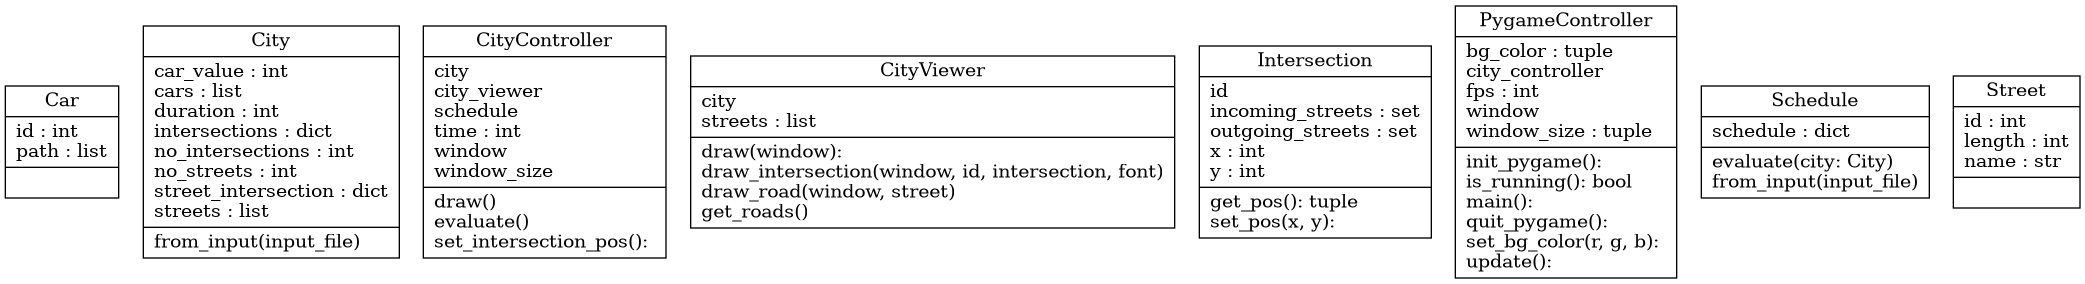 Car
id : int
path : list
City
car_value : int
cars : list
duration : int
intersections : dict
no_intersections : int
no_streets : int
street_intersection : dict
streets : list
from_input(input_file)
CityController
city
city_viewer
schedule
time : int
window
window_size
draw()
evaluate()
set_intersection_pos():
CityViewer
city
streets : list
draw(window):
draw_intersection(window, id, intersection, font)
draw_road(window, street)
get_roads()
Intersection
id
incoming_streets : set
outgoing_streets : set
x : int
y : int
get_pos(): tuple
set_pos(x, y):
PygameController
bg_color : tuple
city_controller
fps : int
window
window_size : tuple
init_pygame():
is_running(): bool
main():
quit_pygame():
set_bg_color(r, g, b):
update():
Schedule
schedule : dict
evaluate(city: City)
from_input(input_file)
Street
id : int
length : int
name : str